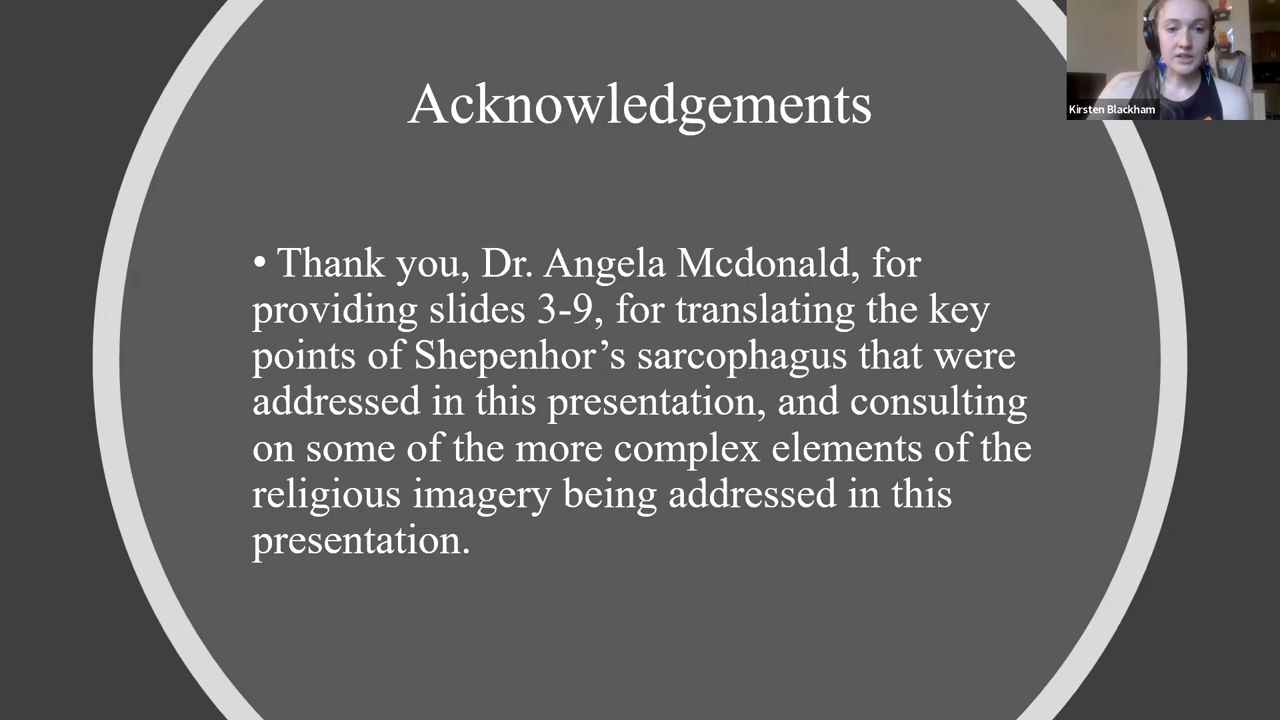 Acknowledgements
Kirsten Blackham
• Thank you, Dr. Angela Mcdonald, for
providing slides 3-9, for translating the key
points of Shepenhor’s sarcophagus that were
addressed in this presentation, and consulting
on some of the more complex elements of the
religious imagery being addressed in this
presentation.